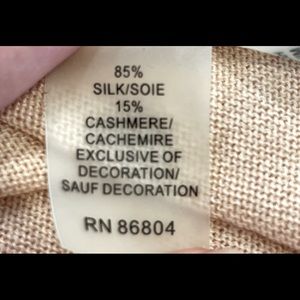 85%
SILK/SOIE
15%
CASHMERE/
CACHEMIRE
EXCLUSIVE OF
DECORATION/
SAUF DECORATION
RN 86804